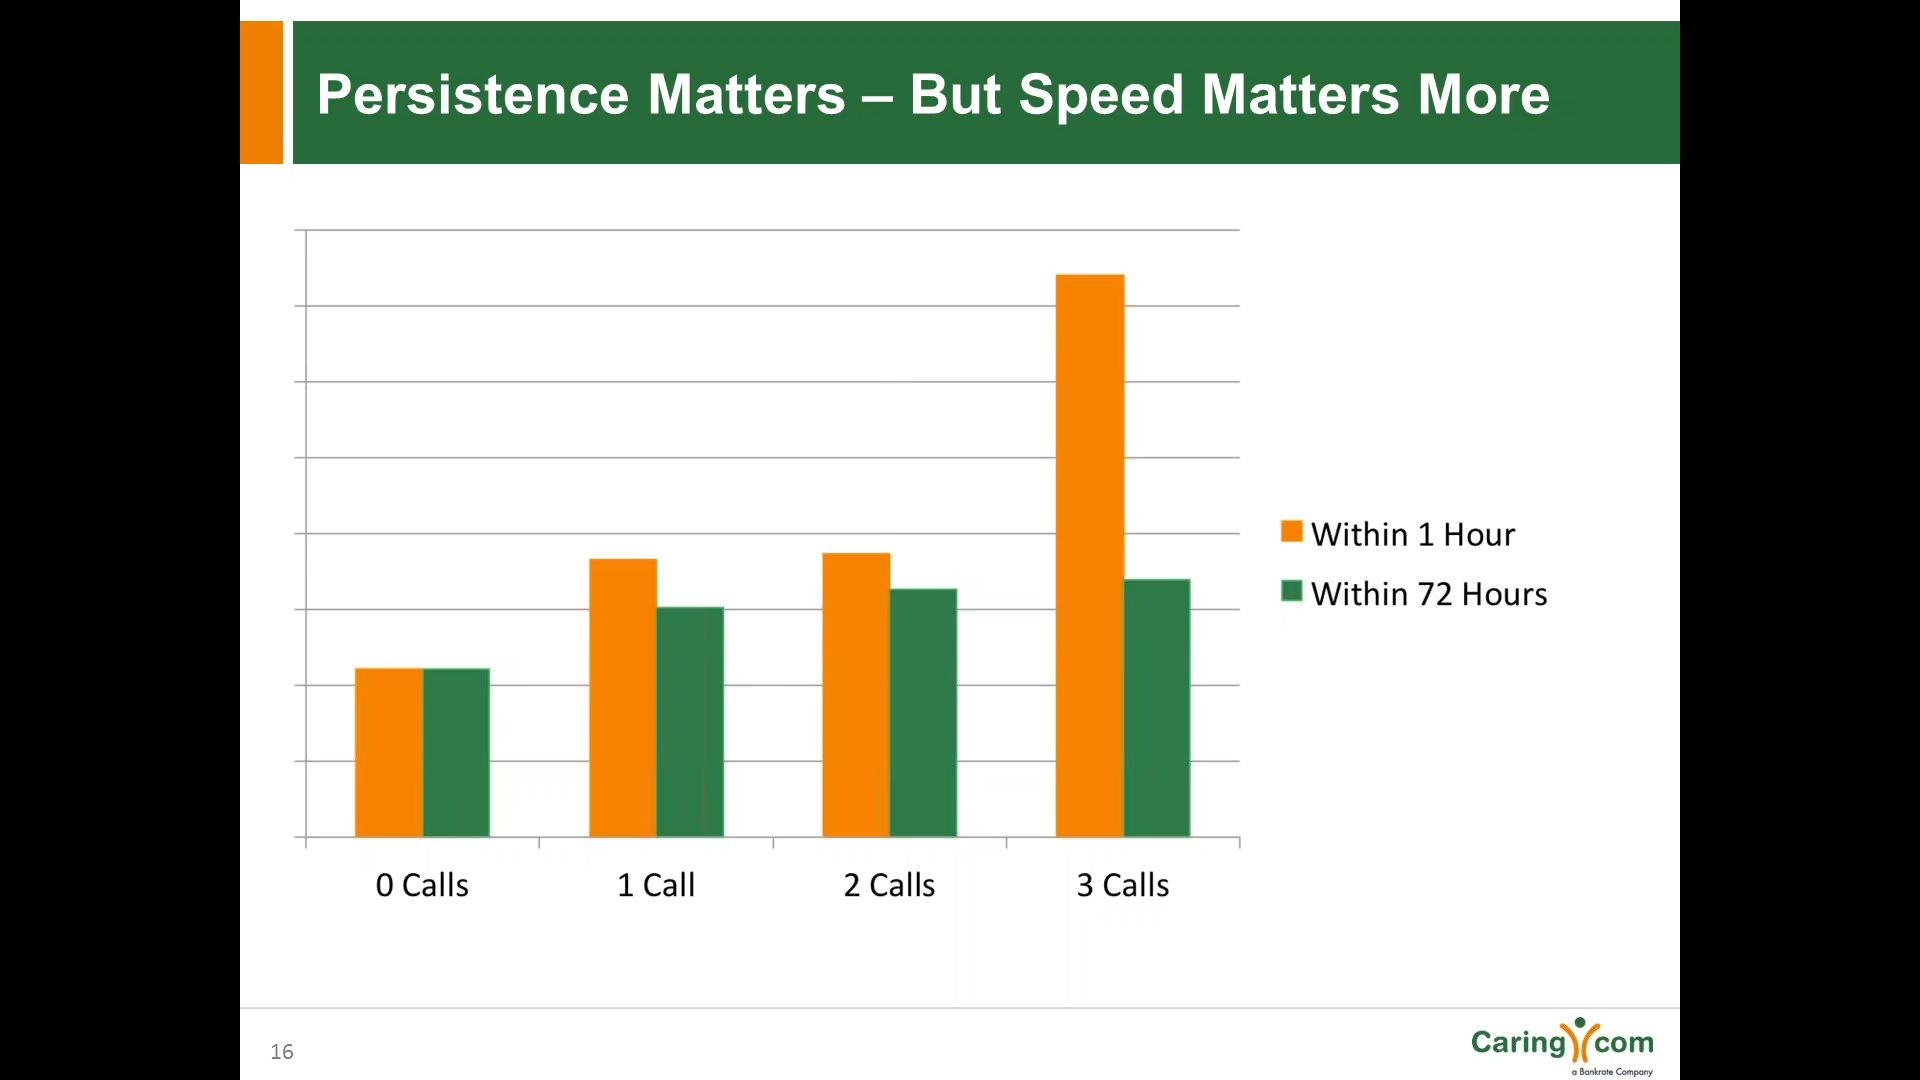 Persistence Matters – But Speed Matters More
Within 1 Hour
Within 72 Hours
0 Calls
1 Call
2 Calls
3 Calls
16
Caring com
a Bankrate Company